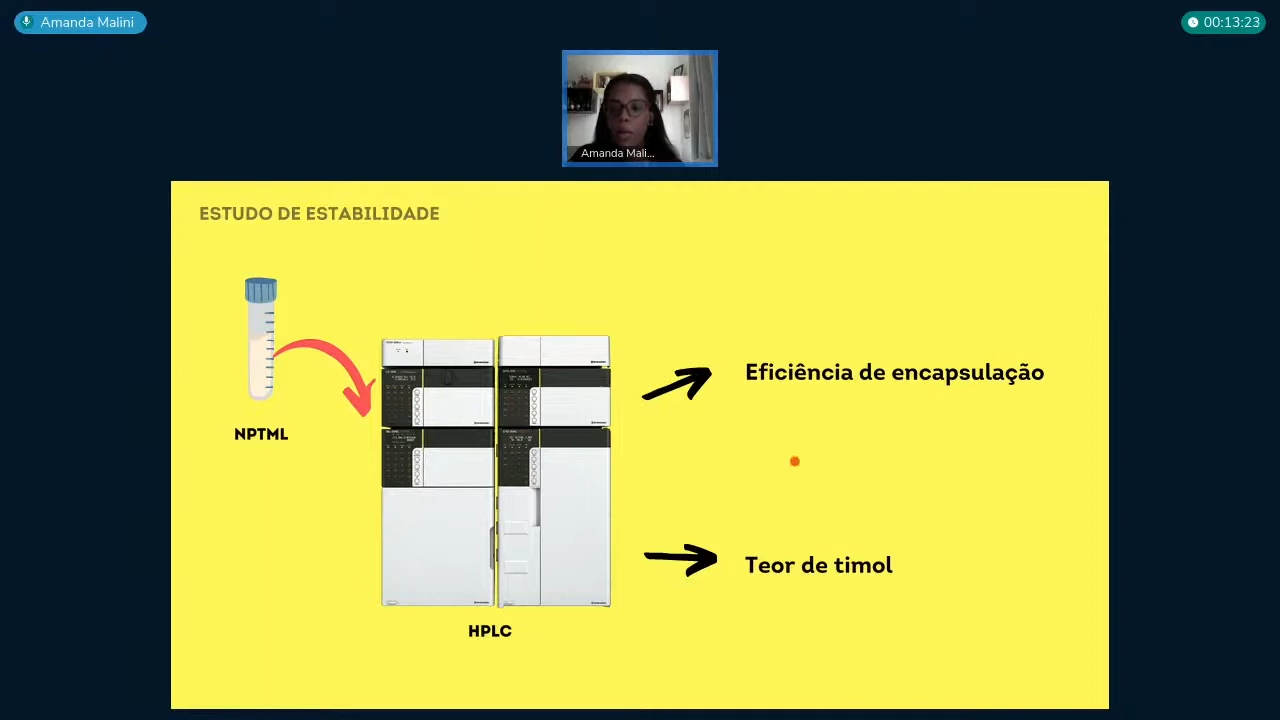 Amanda Malini
00:13:23
Amanda Mali...
ESTUDO DE ESTABILIDADE
NPTML
Eficiência de encapsulação
Teor de timol
HPLC